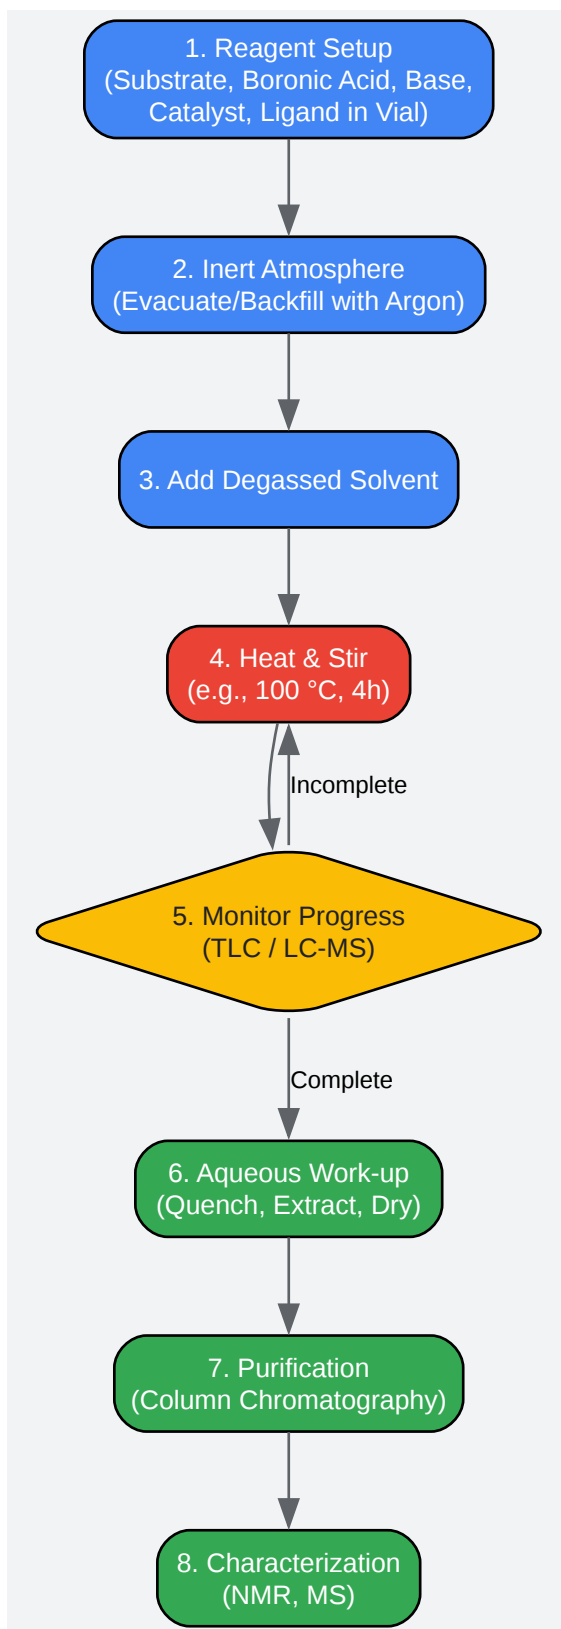 1. Reagent Setup
(Substrate, Boronic Acid, Base,
Catalyst, Ligand in Vial)
2. Inert Atmosphere
(Evacuate/Backfill with Argon)
3. Add Degassed Solvent
4. Heat & Stir
(e.g., 100 °C, 4h)
Incomplete
5. Monitor Progress
(TLC / LC-MS)
Complete
6. Aqueous Work-up
(Quench, Extract, Dry)
7. Purification
(Column Chromatography)
8. Characterization
(NMR, MS)